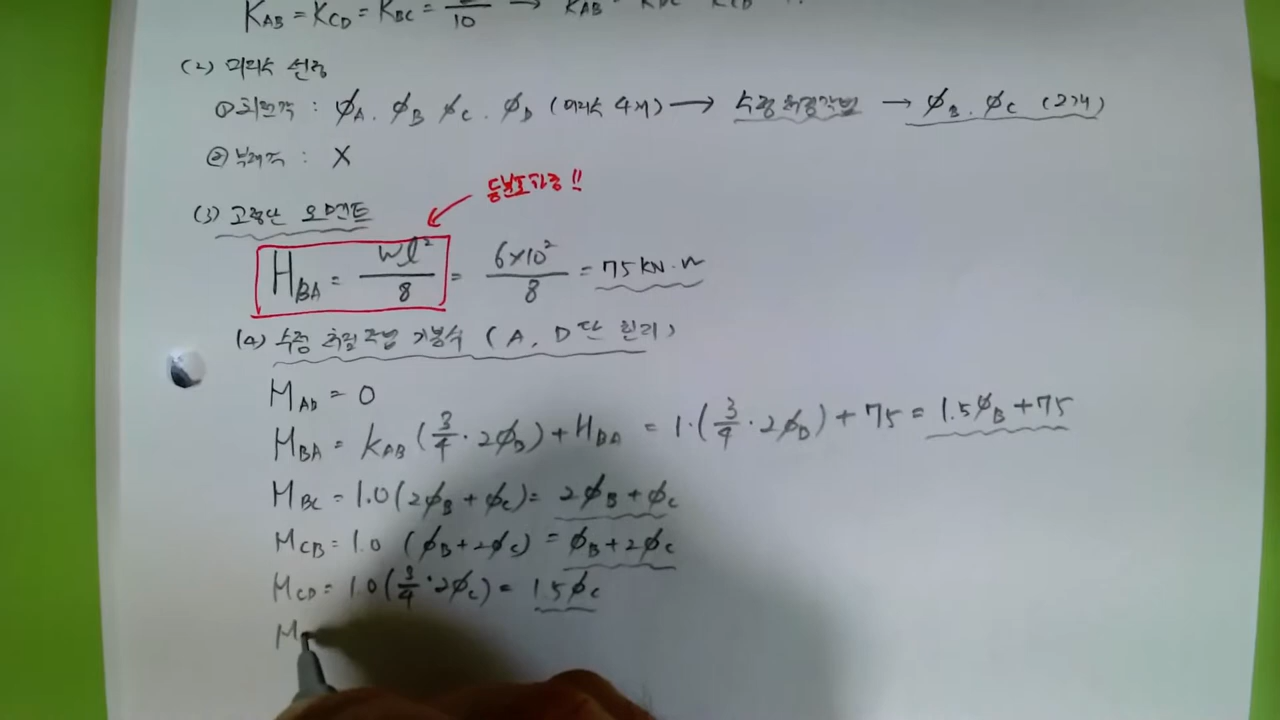 K_AB = K_CD = K_BC = /10 → K_AB K_BC K_CD
(2) 미지수 선정
① 회전각 : φ_A . φ_B φ_C . φ_D (미지수 4개) → 수정처짐각법 → φ_B . φ_C (2개)
② 부재각 : X
등분포하중!!
(3) 고정단 모멘트
H_BA = wl²/8 = 6×10²/8 = 75 kN·m
(4) 수정 처짐각법 기본식 (A, D단 힌지)
M_AB = 0
M_BA = k_AB (3/4 · 2φ_B) + H_BA = 1·(3/4 · 2φ_B) + 75 = 1.5φ_B + 75
M_BC = 1.0 (2φ_B + φ_C) = 2φ_B + φ_C
M_CB = 1.0 (φ_B + 2φ_C) = φ_B + 2φ_C
M_CD = 1.0 (3/4 · 2φ_C) = 1.5φ_C
M